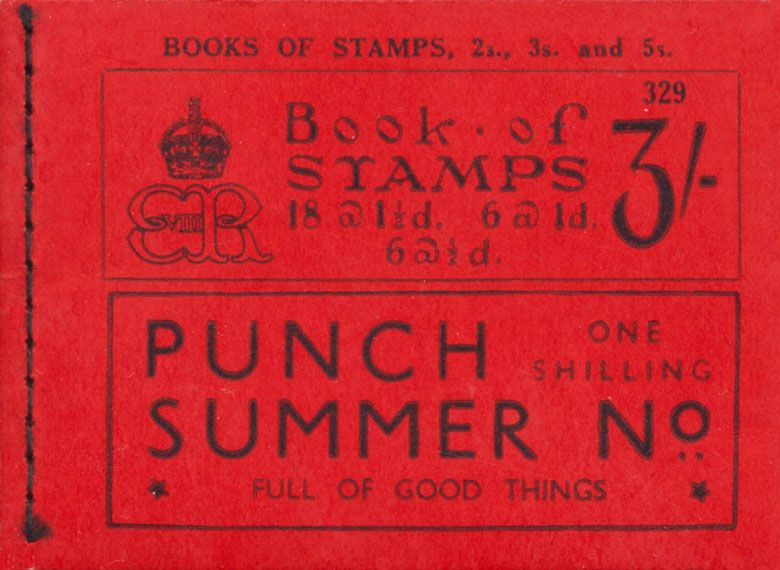 BOOKS OF STAMPS, 2s., 3s. and 5s.
329
Book · of
STAMPS
3/-
18 @ 1½d. 6 @ 1d.
6 @ ½d.
EVIIIR
PUNCH
ONE
SHILLING
SUMMER No.
FULL OF GOOD THINGS